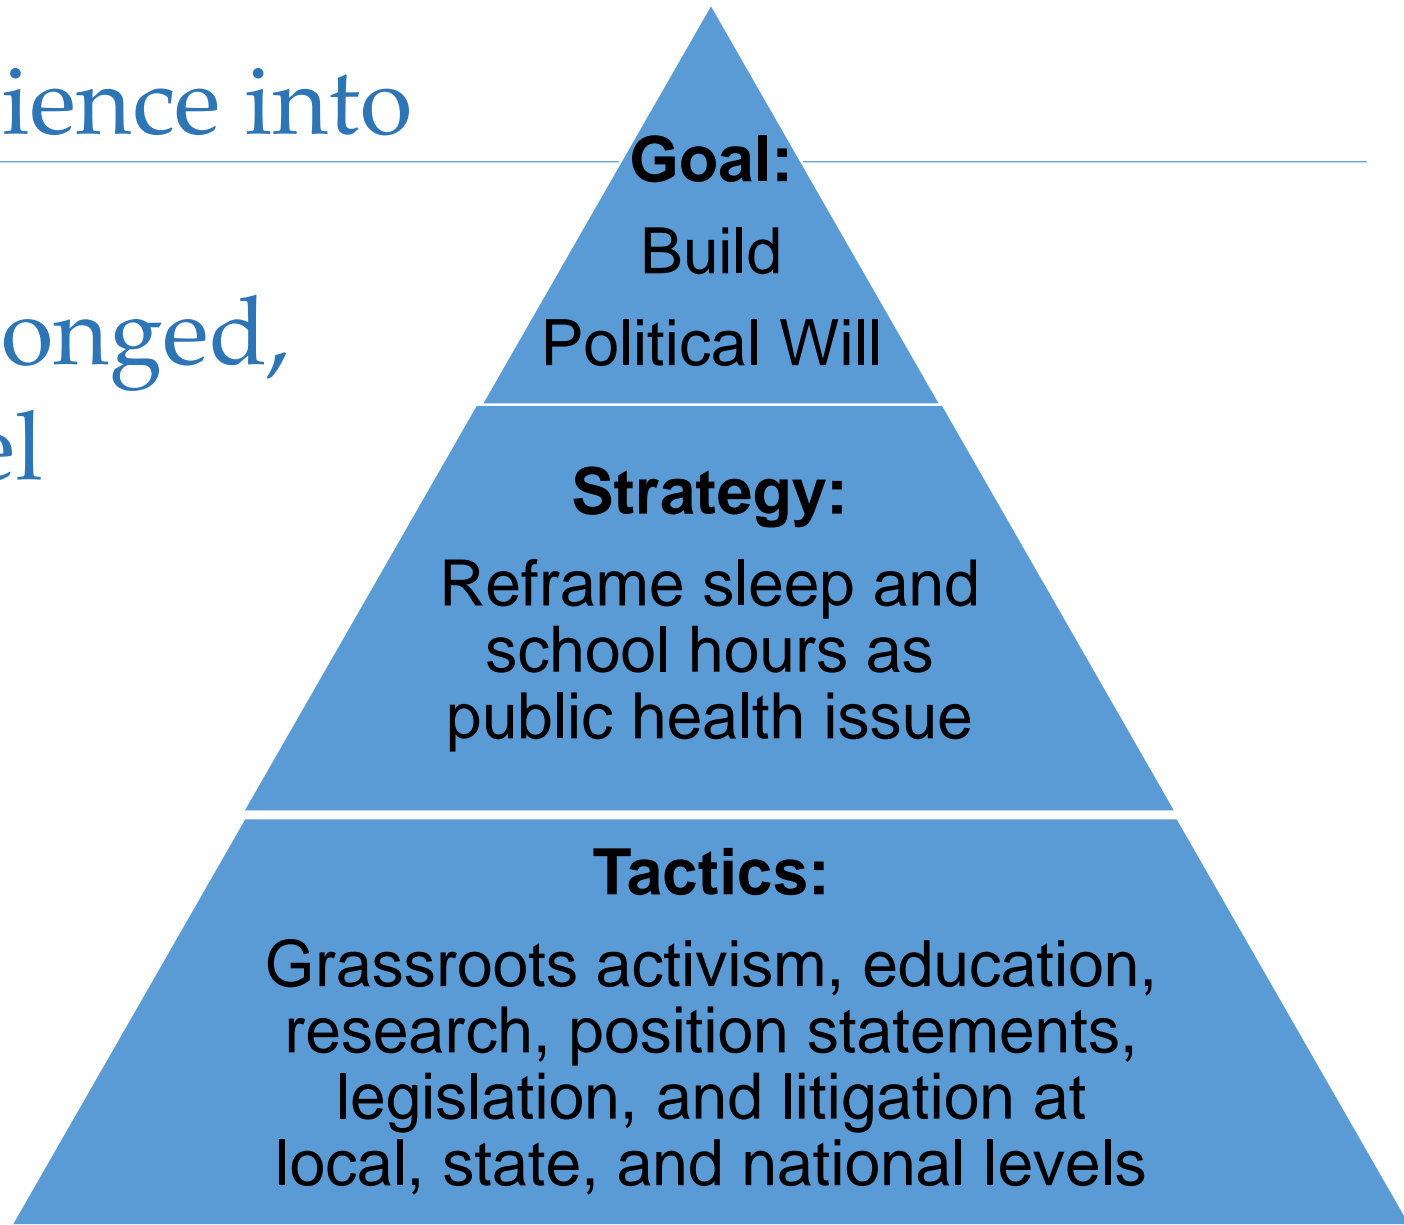 ience into
onged,
el
Goal:
Build
Political Will
Strategy:
Reframe sleep and
school hours as
public health issue
Tactics:
Grassroots activism, education,
research, position statements,
legislation, and litigation at
local, state, and national levels